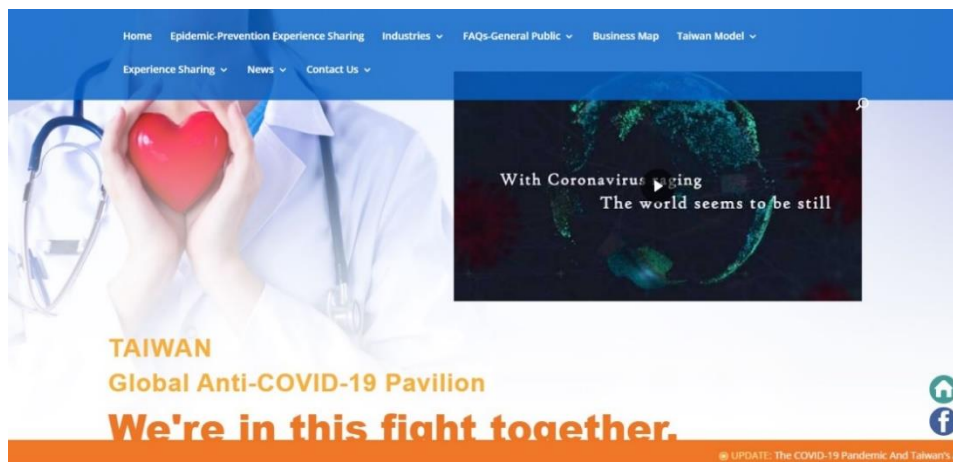 Home Epidemic-Prevention Experience Sharing Industries FAQs-General Public Business Map Taiwan Model
Experience Sharing News Contact Us
With Coronavirus raging
The world seems to be still
TAIWAN
Global Anti-COVID-19 Pavilion
We're in this fight together.
UPDATE: The COVID-19 Pandemic And Taiwan's
f